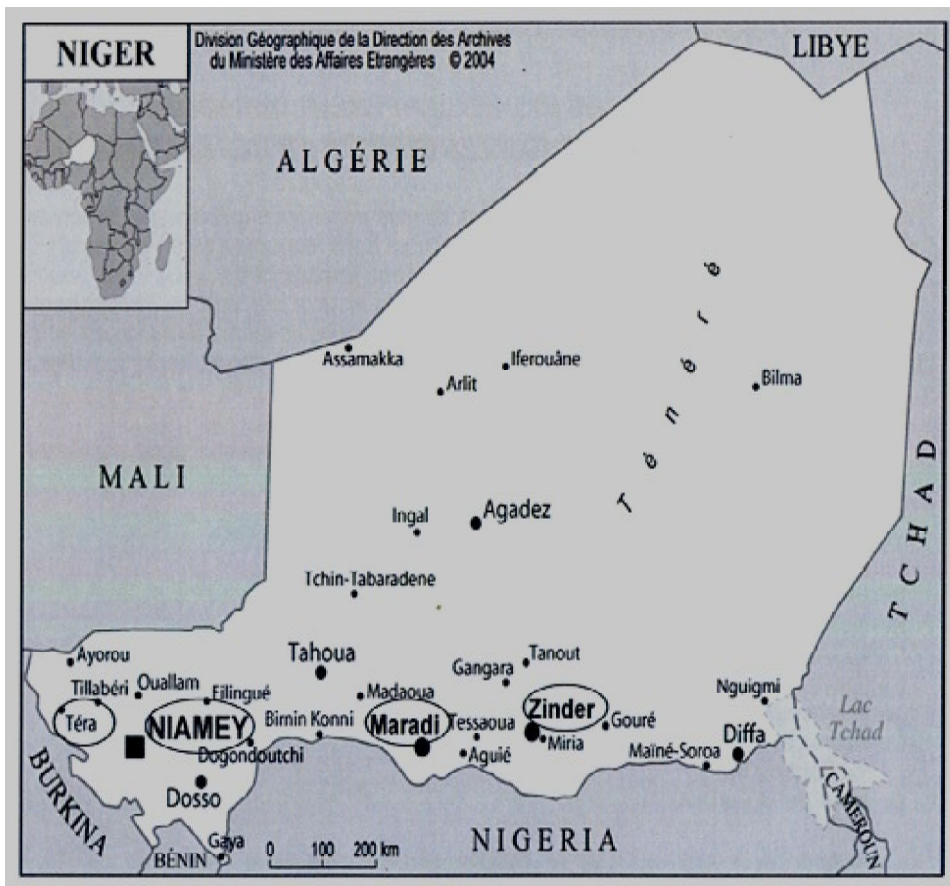 NIGER
Division Géographique de la Direction des Archives
du Ministère des Affaires Etrangères © 2004
LIBYE
ALGÉRIE
Ténéré
Assamakka
Iferouâne
Arlit
Bilma
MALI
TCHAD
Ingal
Agadez
Tchin-Tabaradene
Ayorou
Tahoua
Tanout
Gangara
Tillabéri
Ouallam
Filingué
Madaoua
Nguigmi
Téra
NIAMEY
Birnin Konni
Maradi
Tessaoua
Zinder
Gouré
Lac
Tchad
Dogondoutchi
Aguié
Miria
Maïné-Soroa
Diffa
BURKINA
Dosso
CAMEROUN
Gaya
BÉNIN
0 100 200 km
NIGERIA